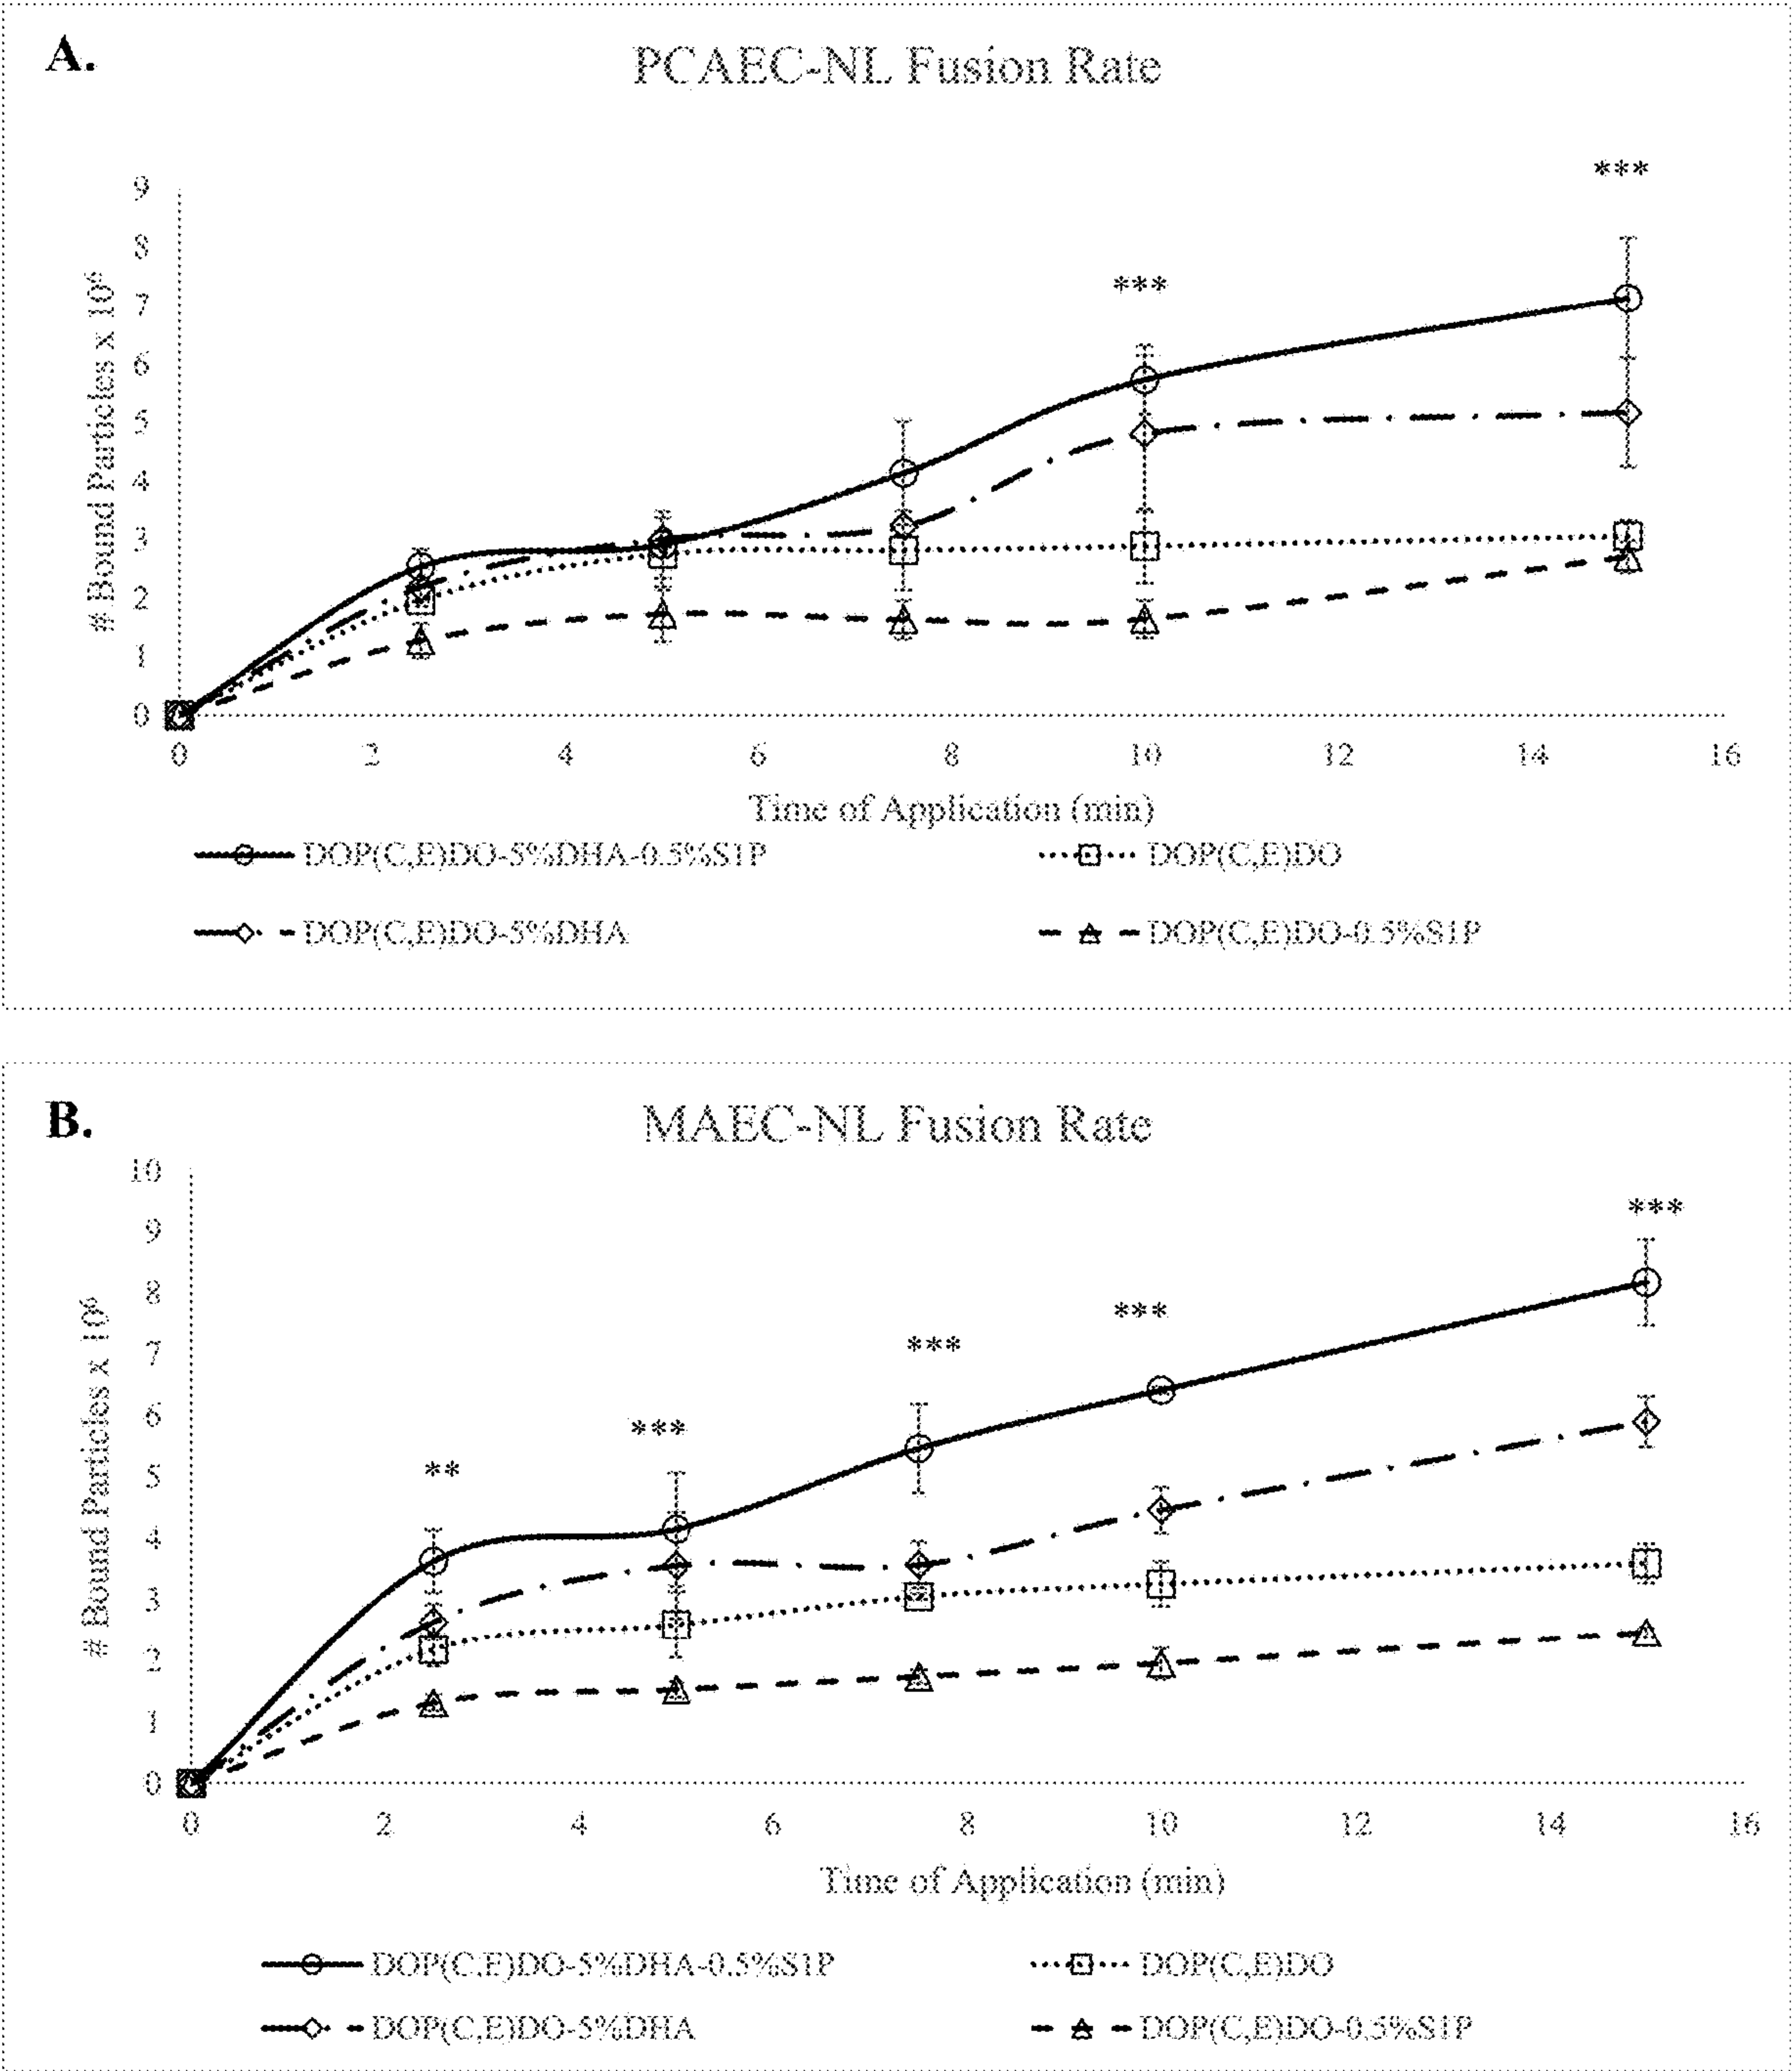 A.
PCAEC-NL Fusion Rate
***
***
# Bound Particles x 10⁶
9
8
7
6
5
4
3
2
1
0
0 2 4 6 8 10 12 14 16
Time of Application (min)
DOP(C,E)DO-5%DHA-0.5%S1P DOP(C,E)DO
DOP(C,E)DO-5%DHA DOP(C,E)DO-0.5%S1P
B.
MAEC-NL Fusion Rate
***
***
***
***
**
# Bound Particles x 10⁶
10
9
8
7
6
5
4
3
2
1
0
0 2 4 6 8 10 12 14 16
Time of Application (min)
DOP(C,E)DO-5%DHA-0.5%S1P DOP(C,E)DO
DOP(C,E)DO-5%DHA DOP(C,E)DO-0.5%S1P